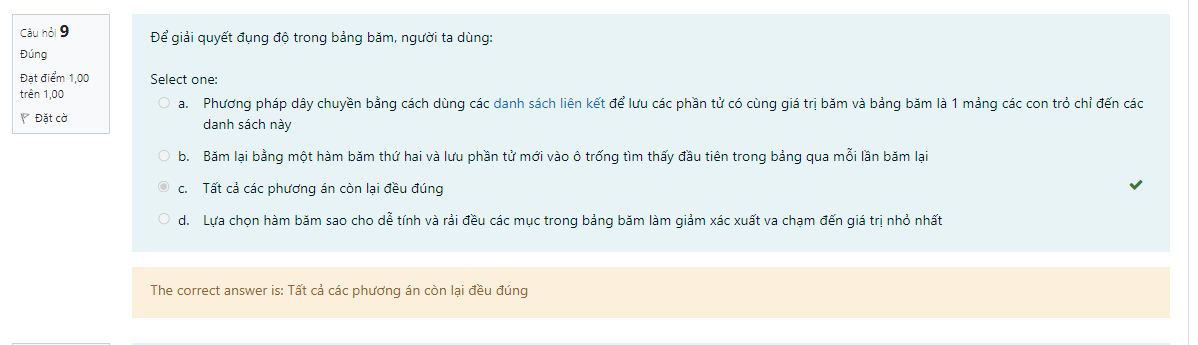 Câu hỏi 9
Đúng
Đạt điểm 1,00
trên 1,00
Đặt cờ
Để giải quyết đụng độ trong bảng băm, người ta dùng:
Select one:
a. Phương pháp dây chuyền bằng cách dùng các danh sách liên kết để lưu các phần tử có cùng giá trị băm và bảng băm là 1 mảng các con trỏ chỉ đến các
danh sách này
b. Băm lại bằng một hàm băm thứ hai và lưu phần tử mới vào ô trống tìm thấy đầu tiên trong bảng qua mỗi lần băm lại
c. Tất cả các phương án còn lại đều đúng
d. Lựa chọn hàm băm sao cho dễ tính và rải đều các mục trong bảng băm làm giảm xác xuất va chạm đến giá trị nhỏ nhất
The correct answer is: Tất cả các phương án còn lại đều đúng